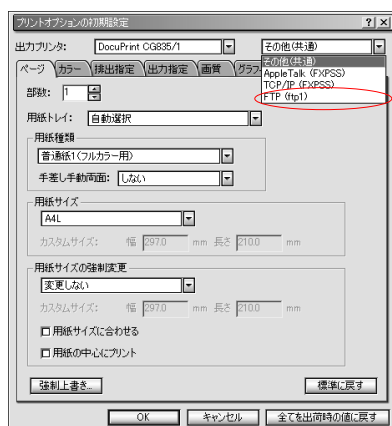 プリントオプションの初期設定
出力プリンタ: DocuPrint CG835/1 その他(共通)
その他(共通)
AppleTalk (FXPSS)
TCP/IP (FXPSS)
FTP (ftp1)
ページ カラー 排出指定 出力指定 画質 グラフ
部数: 1
用紙トレイ: 自動選択
用紙種類
普通紙1(フルカラー用)
手差し手動両面: しない
用紙サイズ
A4L
カスタムサイズ: 幅 297.0 mm 長さ 210.0 mm
用紙サイズの強制変更
変更しない
カスタムサイズ: 幅 297.0 mm 長さ 210.0 mm
用紙サイズに合わせる
用紙の中心にプリント
強制上書き... 標準に戻す
OK キャンセル 全てを出荷時の値に戻す